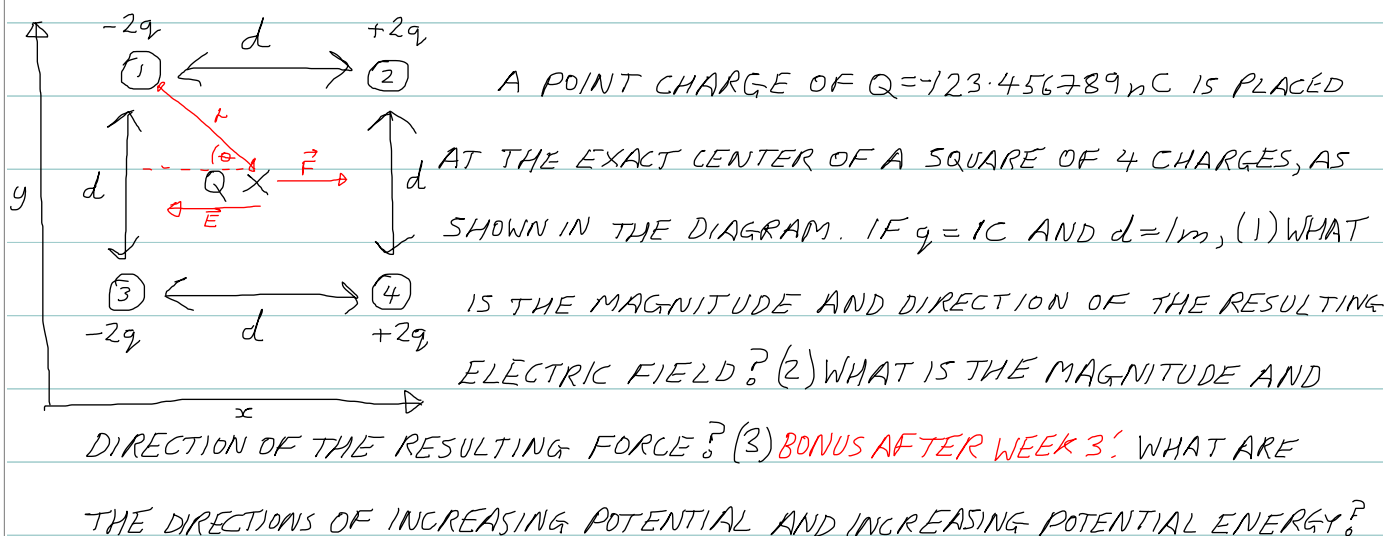 -2q d +2q
1 2
A POINT CHARGE OF Q=-123.456789nC IS PLACED
r
θ F
d Q X d
AT THE EXACT CENTER OF A SQUARE OF 4 CHARGES, AS
y
E
SHOWN IN THE DIAGRAM. IF q=1C AND d=1m, (1) WHAT
3 4
IS THE MAGNITUDE AND DIRECTION OF THE RESULTING
-2q d +2q
ELECTRIC FIELD? (2) WHAT IS THE MAGNITUDE AND
x
DIRECTION OF THE RESULTING FORCE? (3) BONUS AFTER WEEK 3: WHAT ARE
THE DIRECTIONS OF INCREASING POTENTIAL AND INCREASING POTENTIAL ENERGY?